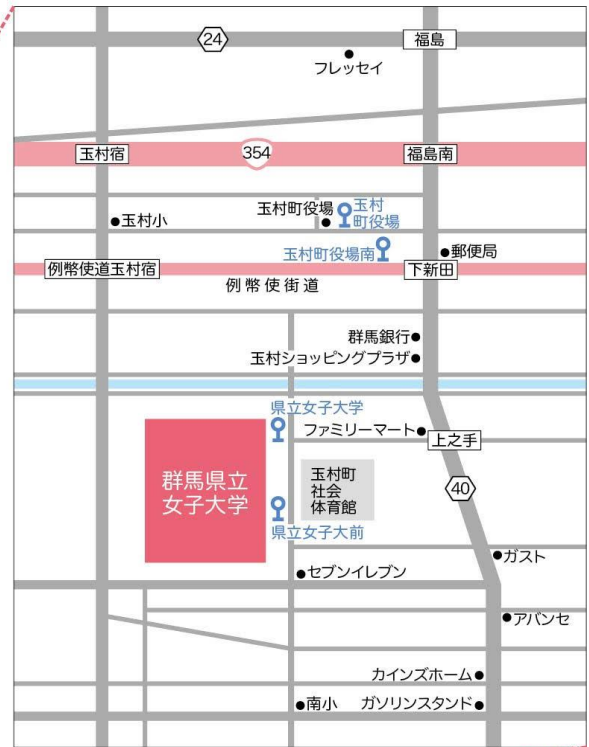 24
福島
フレッセイ
玉村宿
354
福島南
玉村小
玉村町役場
玉村
町役場
玉村町役場南
郵便局
例幣使道玉村宿
下新田
例幣使街道
群馬銀行
玉村ショッピングプラザ
県立女子大学
ファミリーマート
上之手
群馬県立
女子大学
玉村町
社会
体育館
40
県立女子大前
ガスト
セブンイレブン
アバンセ
カインズホーム
南小
ガソリンスタンド